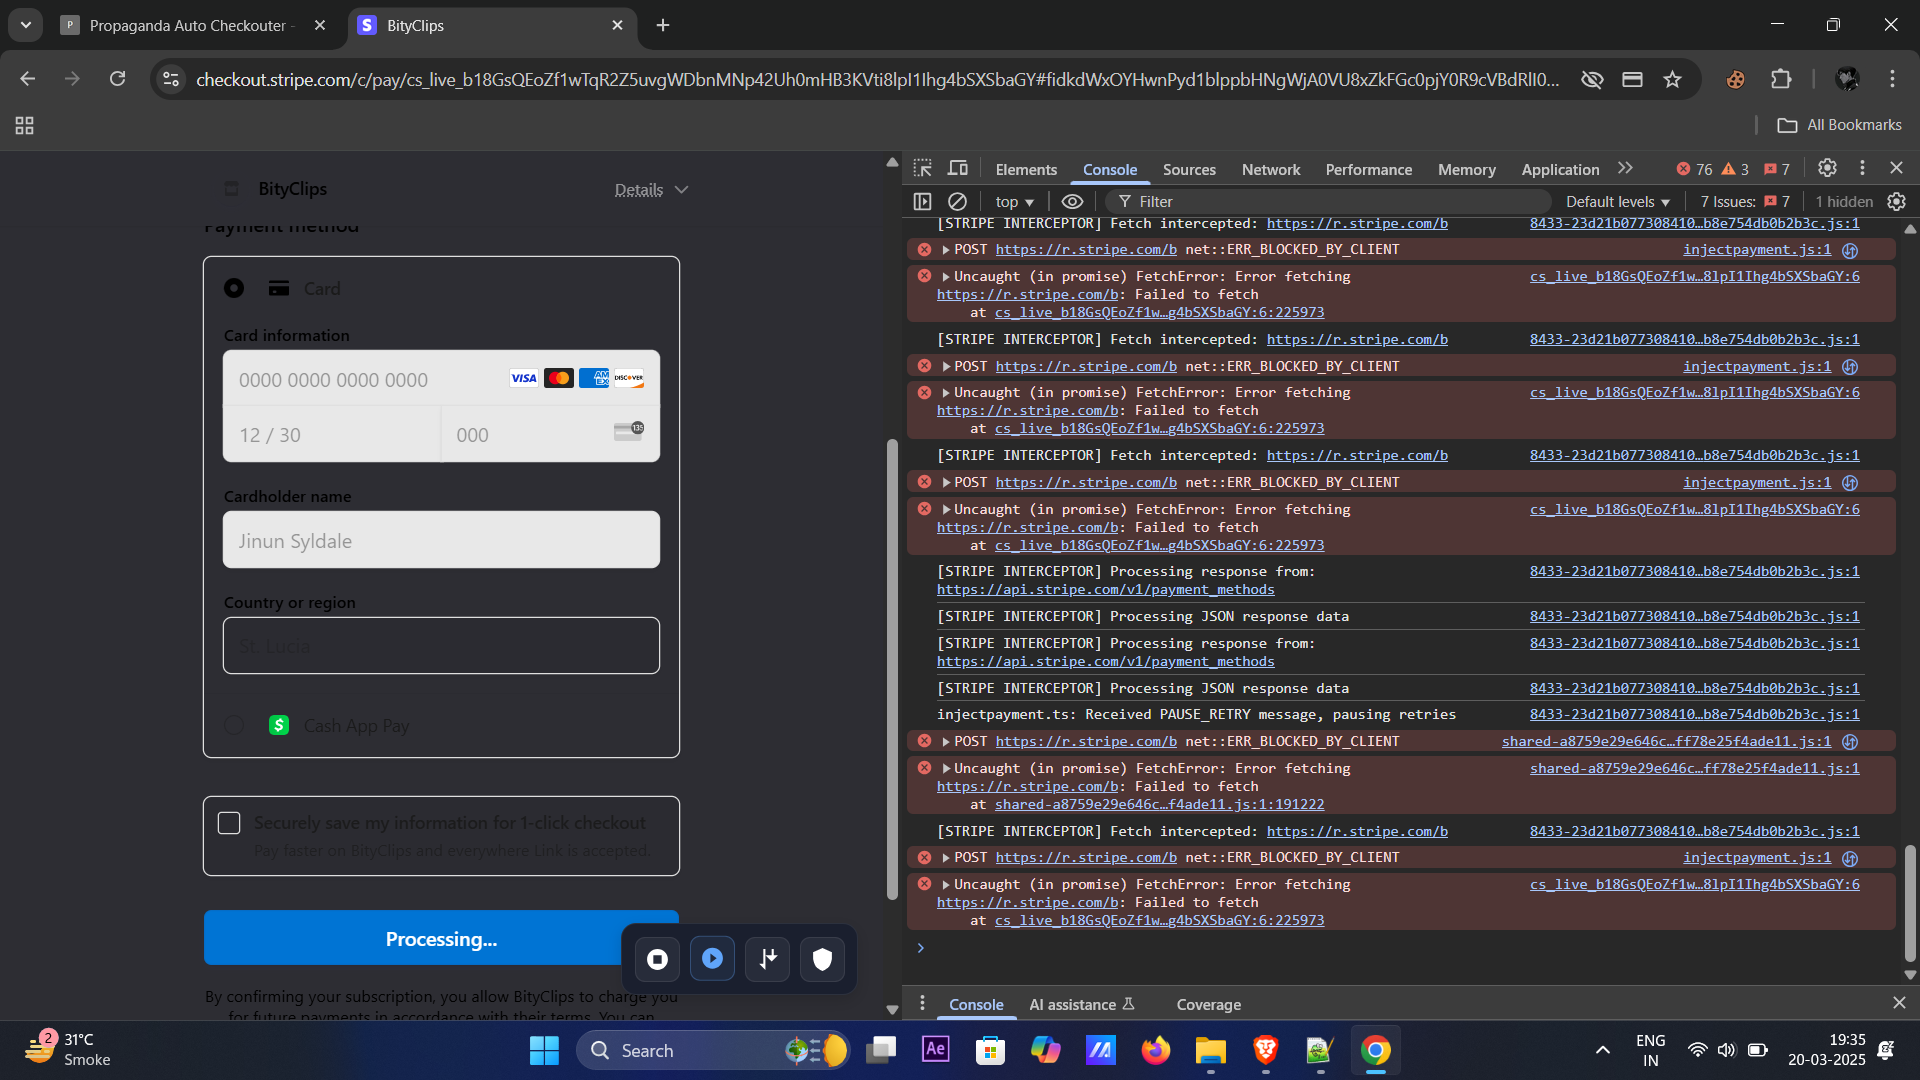 Propaganda Auto Checkouter -
BityClips
checkout.stripe.com/c/pay/cs_live_b18GsQEoZf1wTqR2Z5uvgWDbnMNp42Uh0mHB3KVti8lpI1Ihg4bSXSbaGY#fidkdWxOYHwnPyd1blppbHNgWjA0VU8xZkFGc0pjY0R9cVBdRlI0...
All Bookmarks
BityClips
Details
Payment method
Card
Card information
0000 0000 0000 0000
VISA
AM EX
DISCOVER
12 / 30
000
135
Cardholder name
Jinun Syldale
Country or region
St. Lucia
Cash App Pay
Securely save my information for 1-click checkout
Pay faster on BityClips and everywhere Link is accepted.
Processing...
By confirming your subscription, you allow BityClips to charge you
for future payments in accordance with their terms. You can
Elements
Console
Sources
Network
Performance
Memory
Application
76
3
7
top
Filter
Default levels
7 Issues:
7
1 hidden
[STRIPE INTERCEPTOR] Fetch intercepted: https://r.stripe.com/b 8433-23d21b077308410…b8e754db0b2b3c.js:1
POST https://r.stripe.com/b net::ERR_BLOCKED_BY_CLIENT injectpayment.js:1
Uncaught (in promise) FetchError: Error fetching cs_live_b18GsQEoZf1w…8lpI1Ihg4bSXSbaGY:6
https://r.stripe.com/b: Failed to fetch
at cs_live_b18GsQEoZf1w…g4bSXSbaGY:6:225973
[STRIPE INTERCEPTOR] Fetch intercepted: https://r.stripe.com/b 8433-23d21b077308410…b8e754db0b2b3c.js:1
POST https://r.stripe.com/b net::ERR_BLOCKED_BY_CLIENT injectpayment.js:1
Uncaught (in promise) FetchError: Error fetching cs_live_b18GsQEoZf1w…8lpI1Ihg4bSXSbaGY:6
https://r.stripe.com/b: Failed to fetch
at cs_live_b18GsQEoZf1w…g4bSXSbaGY:6:225973
[STRIPE INTERCEPTOR] Fetch intercepted: https://r.stripe.com/b 8433-23d21b077308410…b8e754db0b2b3c.js:1
POST https://r.stripe.com/b net::ERR_BLOCKED_BY_CLIENT injectpayment.js:1
Uncaught (in promise) FetchError: Error fetching cs_live_b18GsQEoZf1w…8lpI1Ihg4bSXSbaGY:6
https://r.stripe.com/b: Failed to fetch
at cs_live_b18GsQEoZf1w…g4bSXSbaGY:6:225973
[STRIPE INTERCEPTOR] Processing response from: 8433-23d21b077308410…b8e754db0b2b3c.js:1
https://api.stripe.com/v1/payment_methods
[STRIPE INTERCEPTOR] Processing JSON response data 8433-23d21b077308410…b8e754db0b2b3c.js:1
[STRIPE INTERCEPTOR] Processing response from: 8433-23d21b077308410…b8e754db0b2b3c.js:1
https://api.stripe.com/v1/payment_methods
[STRIPE INTERCEPTOR] Processing JSON response data 8433-23d21b077308410…b8e754db0b2b3c.js:1
injectpayment.ts: Received PAUSE_RETRY message, pausing retries 8433-23d21b077308410…b8e754db0b2b3c.js:1
POST https://r.stripe.com/b net::ERR_BLOCKED_BY_CLIENT shared-a8759e29e646c…ff78e25f4ade11.js:1
Uncaught (in promise) FetchError: Error fetching shared-a8759e29e646c…ff78e25f4ade11.js:1
https://r.stripe.com/b: Failed to fetch
at shared-a8759e29e646c…f4ade11.js:1:191222
[STRIPE INTERCEPTOR] Fetch intercepted: https://r.stripe.com/b 8433-23d21b077308410…b8e754db0b2b3c.js:1
POST https://r.stripe.com/b net::ERR_BLOCKED_BY_CLIENT injectpayment.js:1
Uncaught (in promise) FetchError: Error fetching cs_live_b18GsQEoZf1w…8lpI1Ihg4bSXSbaGY:6
https://r.stripe.com/b: Failed to fetch
at cs_live_b18GsQEoZf1w…g4bSXSbaGY:6:225973
Console
AI assistance
Coverage
2
31°C
Smoke
Search
Ae
ENG
IN
19:35
20-03-2025